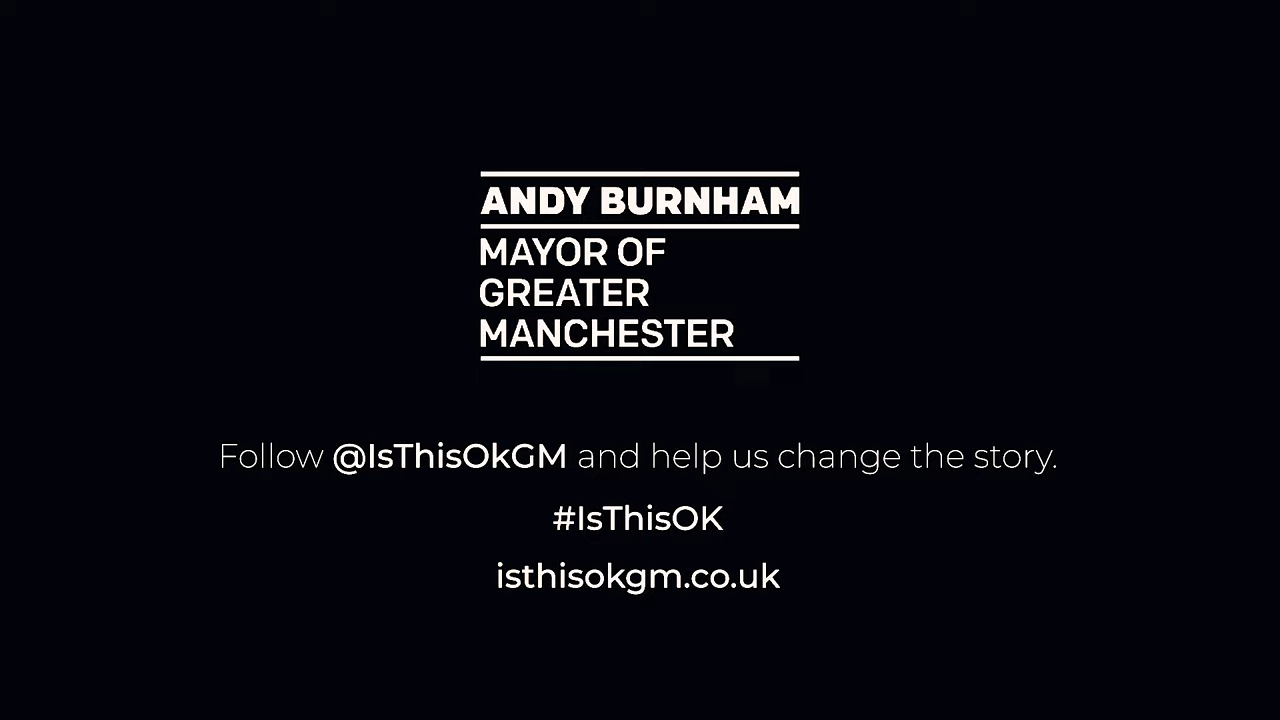 ANDY BURNHAM
MAYOR OF
GREATER
MANCHESTER
Follow @IsThisOkGM and help us change the story.
#IsThisOK
isthisokgm.co.uk